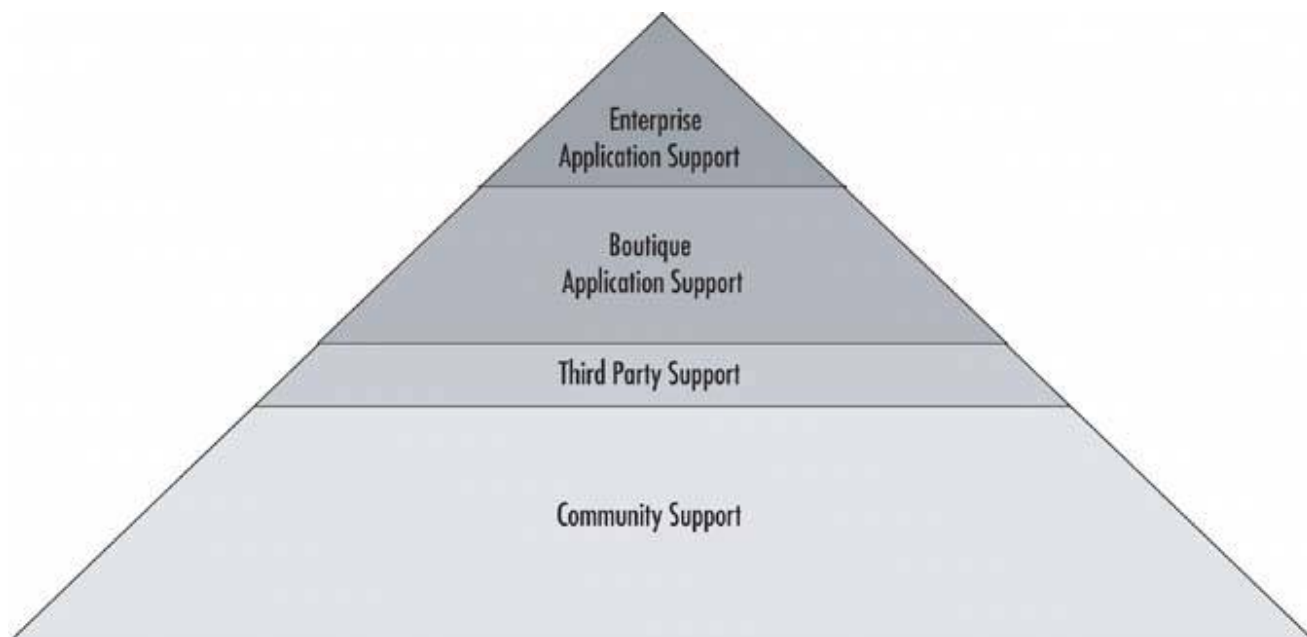 Enterprise
Application Support
Boutique
Application Support
Third Party Support
Community Support